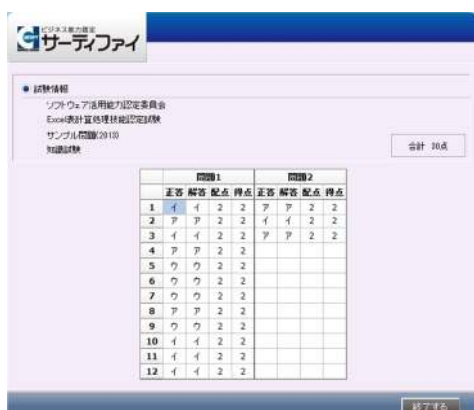 ビジネス能力認定
サーティファイ
試験情報
ソフトウェア活用能力認定委員会
Excel表計算処理技能認定試験
サンプル問題(2013)
知識試験
合計 30点
問題1 問題2
正答 解答 配点 得点 正答 解答 配点 得点
1 イ イ 2 2 ア ア 2 2
2 ア ア 2 2 イ イ 2 2
3 イ イ 2 2 ア ア 2 2
4 ア ア 2 2
5 ウ ウ 2 2
6 ウ ウ 2 2
7 ウ ウ 2 2
8 ア ア 2 2
9 ウ ウ 2 2
10 イ イ 2 2
11 イ イ 2 2
12 イ イ 2 2
終了する